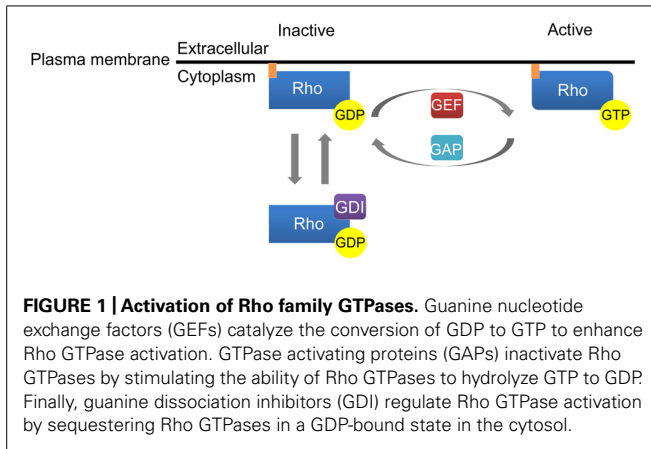 Inactive
Active
Extracellular
Plasma membrane
Cytoplasm
Rho
GDP
GEF
GAP
Rho
GTP
GDI
Rho
GDP
FIGURE 1 | Activation of Rho family GTPases. Guanine nucleotide
exchange factors (GEFs) catalyze the conversion of GDP to GTP to enhance
Rho GTPase activation. GTPase activating proteins (GAPs) inactivate Rho
GTPases by stimulating the ability of Rho GTPases to hydrolyze GTP to GDP.
Finally, guanine dissociation inhibitors (GDI) regulate Rho GTPase activation
by sequestering Rho GTPases in a GDP-bound state in the cytosol.